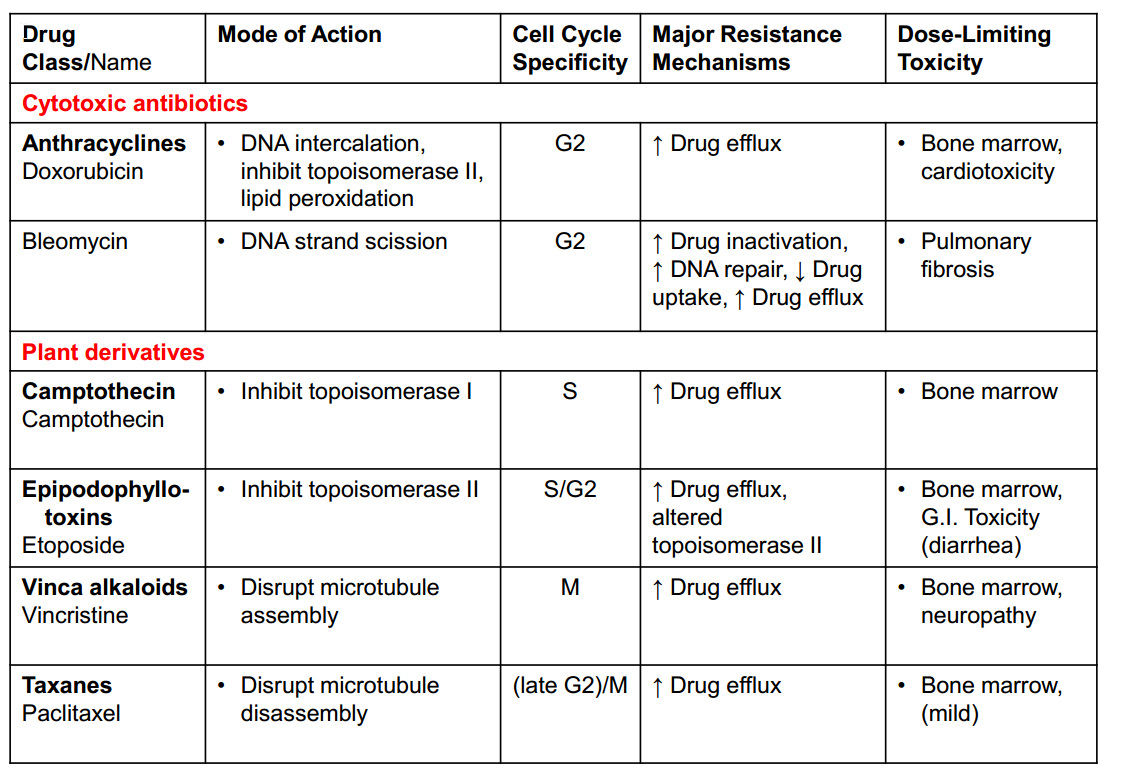 Drug Class/Name
Mode of Action
Cell Cycle Specificity
Major Resistance Mechanisms
Dose-Limiting Toxicity
Cytotoxic antibiotics
Anthracyclines
Doxorubicin
• DNA intercalation,
inhibit topoisomerase II,
lipid peroxidation
G2
↑ Drug efflux
• Bone marrow,
cardiotoxicity
Bleomycin
• DNA strand scission
G2
↑ Drug inactivation,
↑ DNA repair, ↓ Drug
uptake, ↑ Drug efflux
• Pulmonary
fibrosis
Plant derivatives
Camptothecin
Camptothecin
• Inhibit topoisomerase I
S
↑ Drug efflux
• Bone marrow
Epipodophyllo-
toxins
Etoposide
• Inhibit topoisomerase II
S/G2
↑ Drug efflux,
altered
topoisomerase II
• Bone marrow,
G.I. Toxicity
(diarrhea)
Vinca alkaloids
Vincristine
• Disrupt microtubule
assembly
M
↑ Drug efflux
• Bone marrow,
neuropathy
Taxanes
Paclitaxel
• Disrupt microtubule
disassembly
(late G2)/M
↑ Drug efflux
• Bone marrow,
(mild)